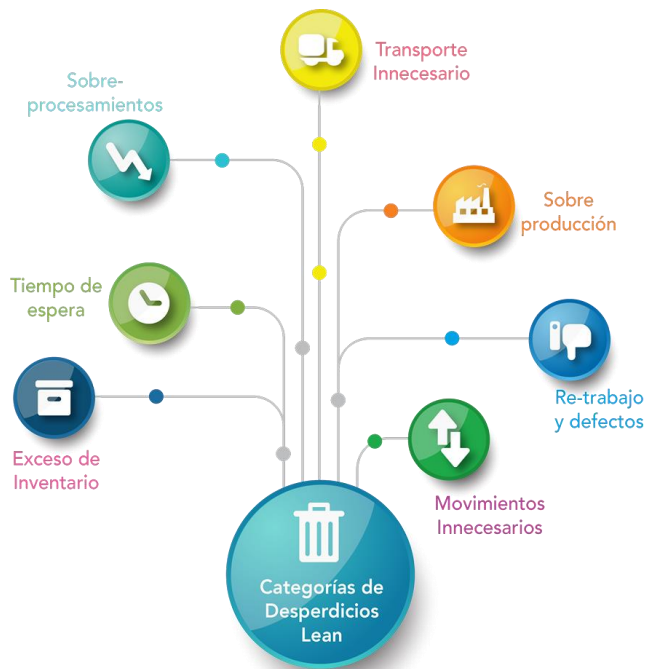 Transporte
Innecesario
Sobre-
procesamientos
Sobre
producción
Tiempo de
espera
Re-trabajo
y defectos
Exceso de
Inventario
Movimientos
Innecesarios
Categorías de
Desperdicios
Lean